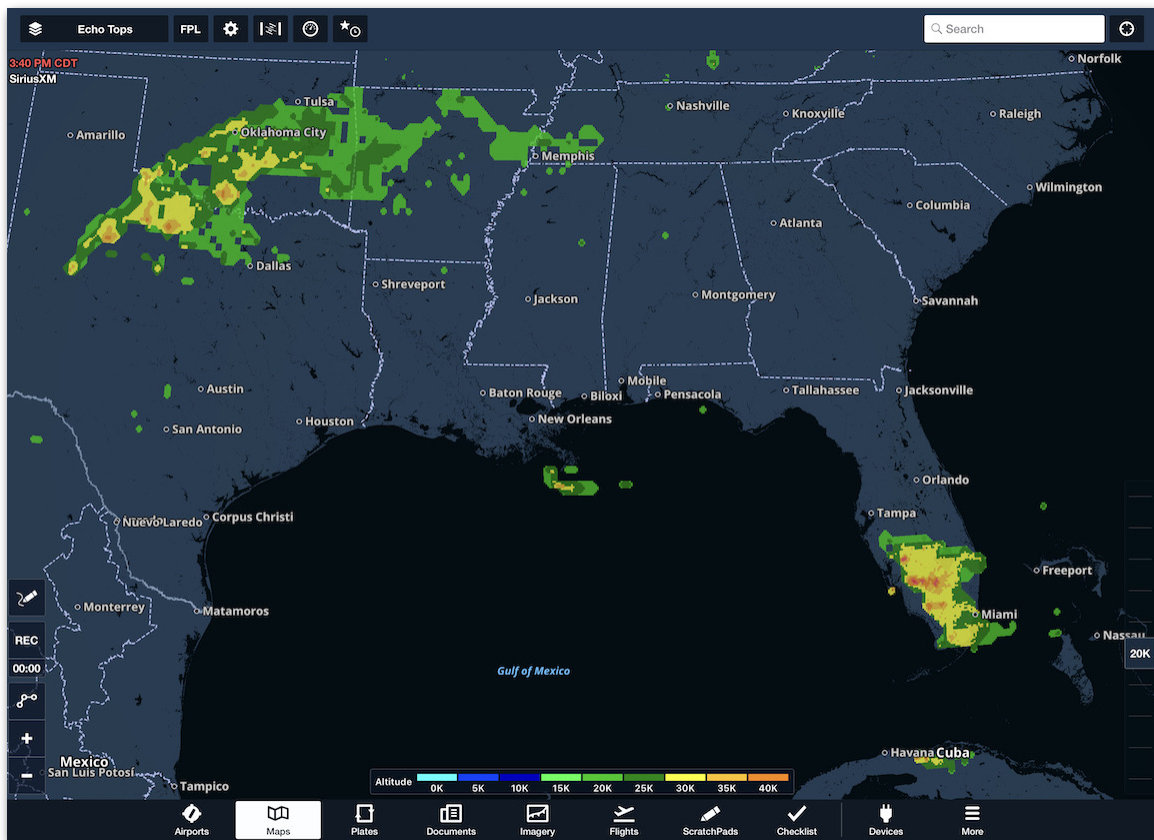 Echo Tops
FPL
Search
3:40 PM CDT
SiriusXM
Norfolk
Tulsa
Nashville
Knoxville
Raleigh
Amarillo
Oklahoma City
Memphis
Wilmington
Columbia
Atlanta
Dallas
Shreveport
Jackson
Montgomery
Savannah
Austin
Baton Rouge
Biloxi
Mobile
Pensacola
Tallahassee
Jacksonville
San Antonio
Houston
New Orleans
Orlando
Nuevo Laredo
Corpus Christi
Tampa
Freeport
Monterrey
Matamoros
Miami
REC
Nassau
20K
00:00
Gulf of Mexico
Havana
Cuba
Mexico
San Luis Potosí
Tampico
Altitude
0K 5K 10K 15K 20K 25K 30K 35K 40K
Airports
Maps
Plates
Documents
Imagery
Flights
ScratchPads
Checklist
Devices
More